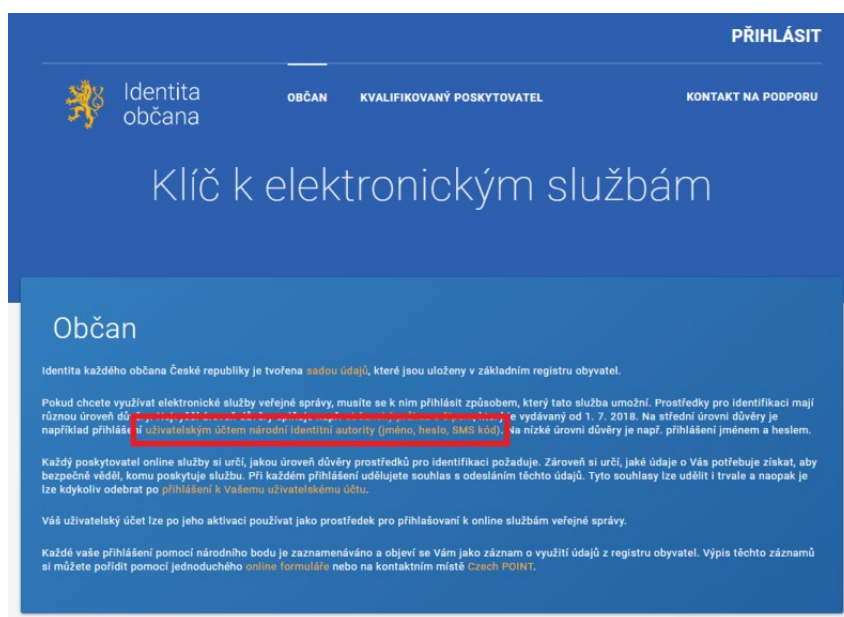 PŘIHLÁSIT
Identita
občana
OBČAN
KVALIFIKOVANÝ POSKYTOVATEL
KONTAKT NA PODPORU
Klíč k elektronickým službám
Občan
Identita každého občana České republiky je tvořena sadou údajů, které jsou uloženy v základním registru obyvatel.
Pokud chcete využívat elektronické služby veřejné správy, musíte se k nim přihlásit způsobem, který tato služba umožní. Prostředky pro identifikaci mají
různou úroveň je vydávaný od 1. 7. 2018. Na střední úrovni důvěry je
například přihlášení uživatelským účtem národní identitní autority (jméno, heslo, SMS kód). Na nízké úrovni důvěry je např. přihlášení jménem a heslem.
Každý poskytovatel online služby si určí, jakou úroveň důvěry prostředků pro identifikaci požaduje. Zároveň si určí, jaké údaje o Vás potřebuje získat, aby
bezpečně věděl, komu poskytuje službu. Při každém přihlášení udělujete souhlas s odesláním těchto údajů. Tyto souhlasy lze udělit i trvale a naopak je
lze kdykoliv odebrat po přihlášení k Vašemu uživatelskému účtu.
Váš uživatelský účet lze po jeho aktivaci používat jako prostředek pro přihlašovaní k online službám veřejné správy.
Každé vaše přihlášení pomocí národního bodu je zaznamenáváno a objeví se Vám jako záznam o využití údajů z registru obyvatel. Výpis těchto záznamů
si můžete pořídit pomocí jednoduchého online formuláře nebo na kontaktním místě Czech POINT.